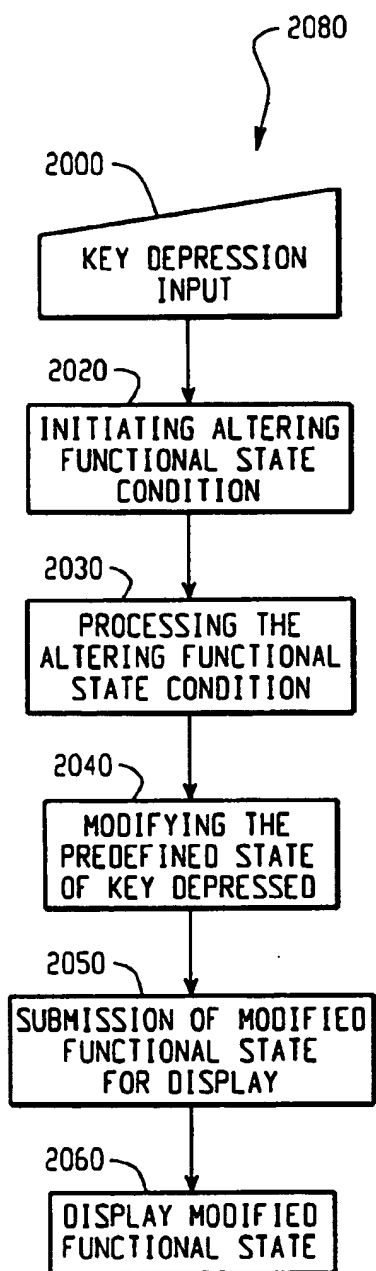 2080
2000
KEY DEPRESSION
INPUT
2020
INITIATING ALTERING
FUNCTIONAL STATE
CONDITION
2030
PROCESSING THE
ALTERING FUNCTIONAL
STATE CONDITION
2040
MODIFYING THE
PREDEFINED STATE
OF KEY DEPRESSED
2050
SUBMISSION OF MODIFIED
FUNCTIONAL STATE
FOR DISPLAY
2060
DISPLAY MODIFIED
FUNCTIONAL STATE